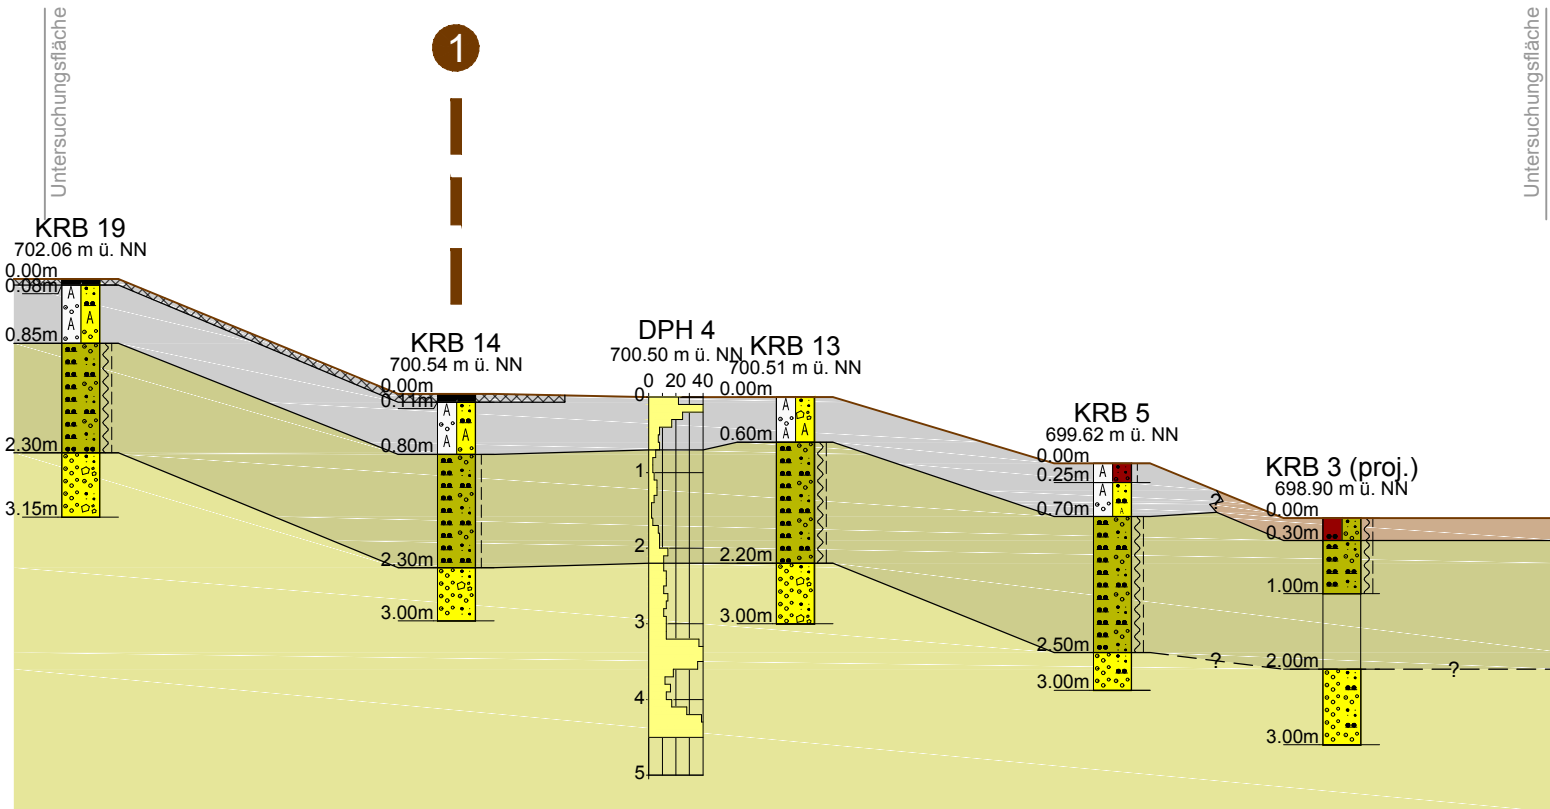 Untersuchungsfläche
Untersuchungsfläche
1
KRB 19
702.06 m ü. NN
0.00m
0.08m
0.85m
2.30m
3.15m
A
A
A
KRB 14
700.54 m ü. NN
0.00m
0.11m
0.80m
2.30m
3.00m
A
A
A
DPH 4
700.50 m ü. NN
0 20 40
0
1
2
3
4
5
KRB 13
700.51 m ü. NN
0.00m
0.60m
2.20m
3.00m
A
A
A
KRB 5
699.62 m ü. NN
0.00m
0.25m
0.70m
2.50m
3.00m
A
A
A
?
?
?
?
KRB 3 (proj.)
698.90 m ü. NN
0.00m
0.30m
1.00m
2.00m
3.00m